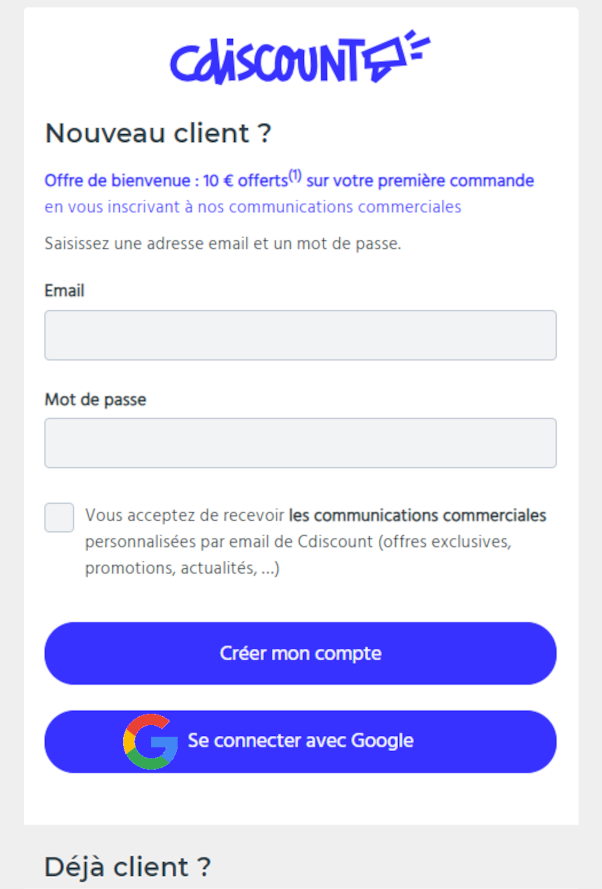 Cdiscount
Nouveau client ?
Offre de bienvenue : 10 € offerts(1) sur votre première commande
en vous inscrivant à nos communications commerciales
Saisissez une adresse email et un mot de passe.
Email
Mot de passe
Vous acceptez de recevoir les communications commerciales
personnalisées par email de Cdiscount (offres exclusives,
promotions, actualités, ...)
Créer mon compte
Se connecter avec Google
Déjà client ?